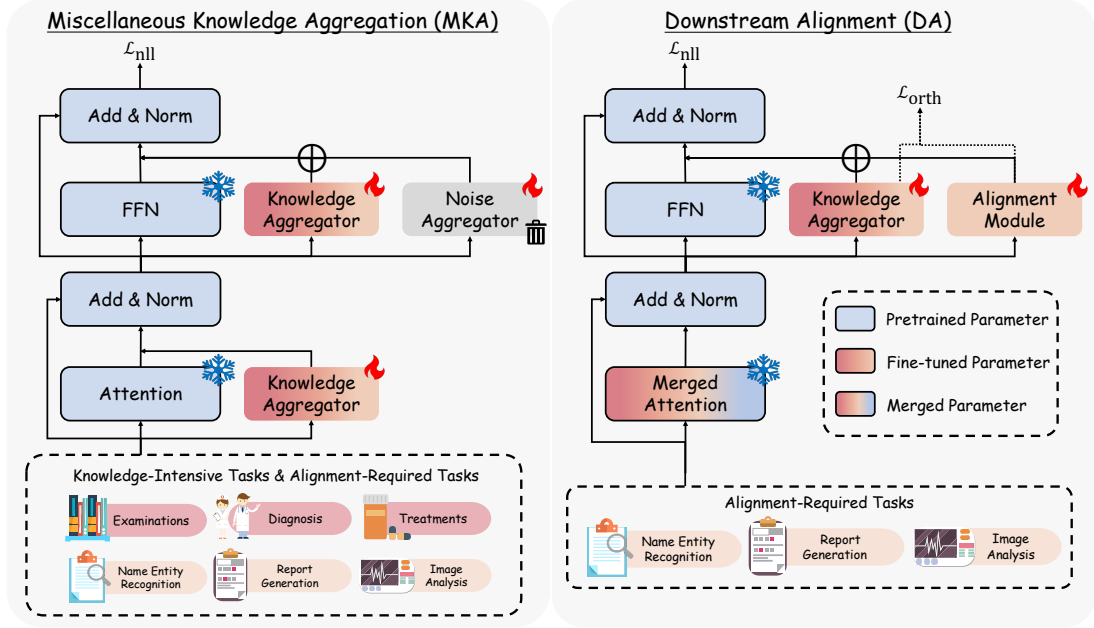 Miscellaneous Knowledge Aggregation (MKA)
ℒnll
Add & Norm
FFN
Knowledge
Aggregator
Noise
Aggregator
Add & Norm
Attention
Knowledge
Aggregator
Knowledge-Intensive Tasks & Alignment-Required Tasks
Examinations
Diagnosis
Treatments
Name Entity
Recognition
Report
Generation
Image
Analysis
Downstream Alignment (DA)
ℒnll
ℒorth
Add & Norm
FFN
Knowledge
Aggregator
Alignment
Module
Add & Norm
Merged
Attention
Pretrained Parameter
Fine-tuned Parameter
Merged Parameter
Alignment-Required Tasks
Name Entity
Recognition
Report
Generation
Image
Analysis